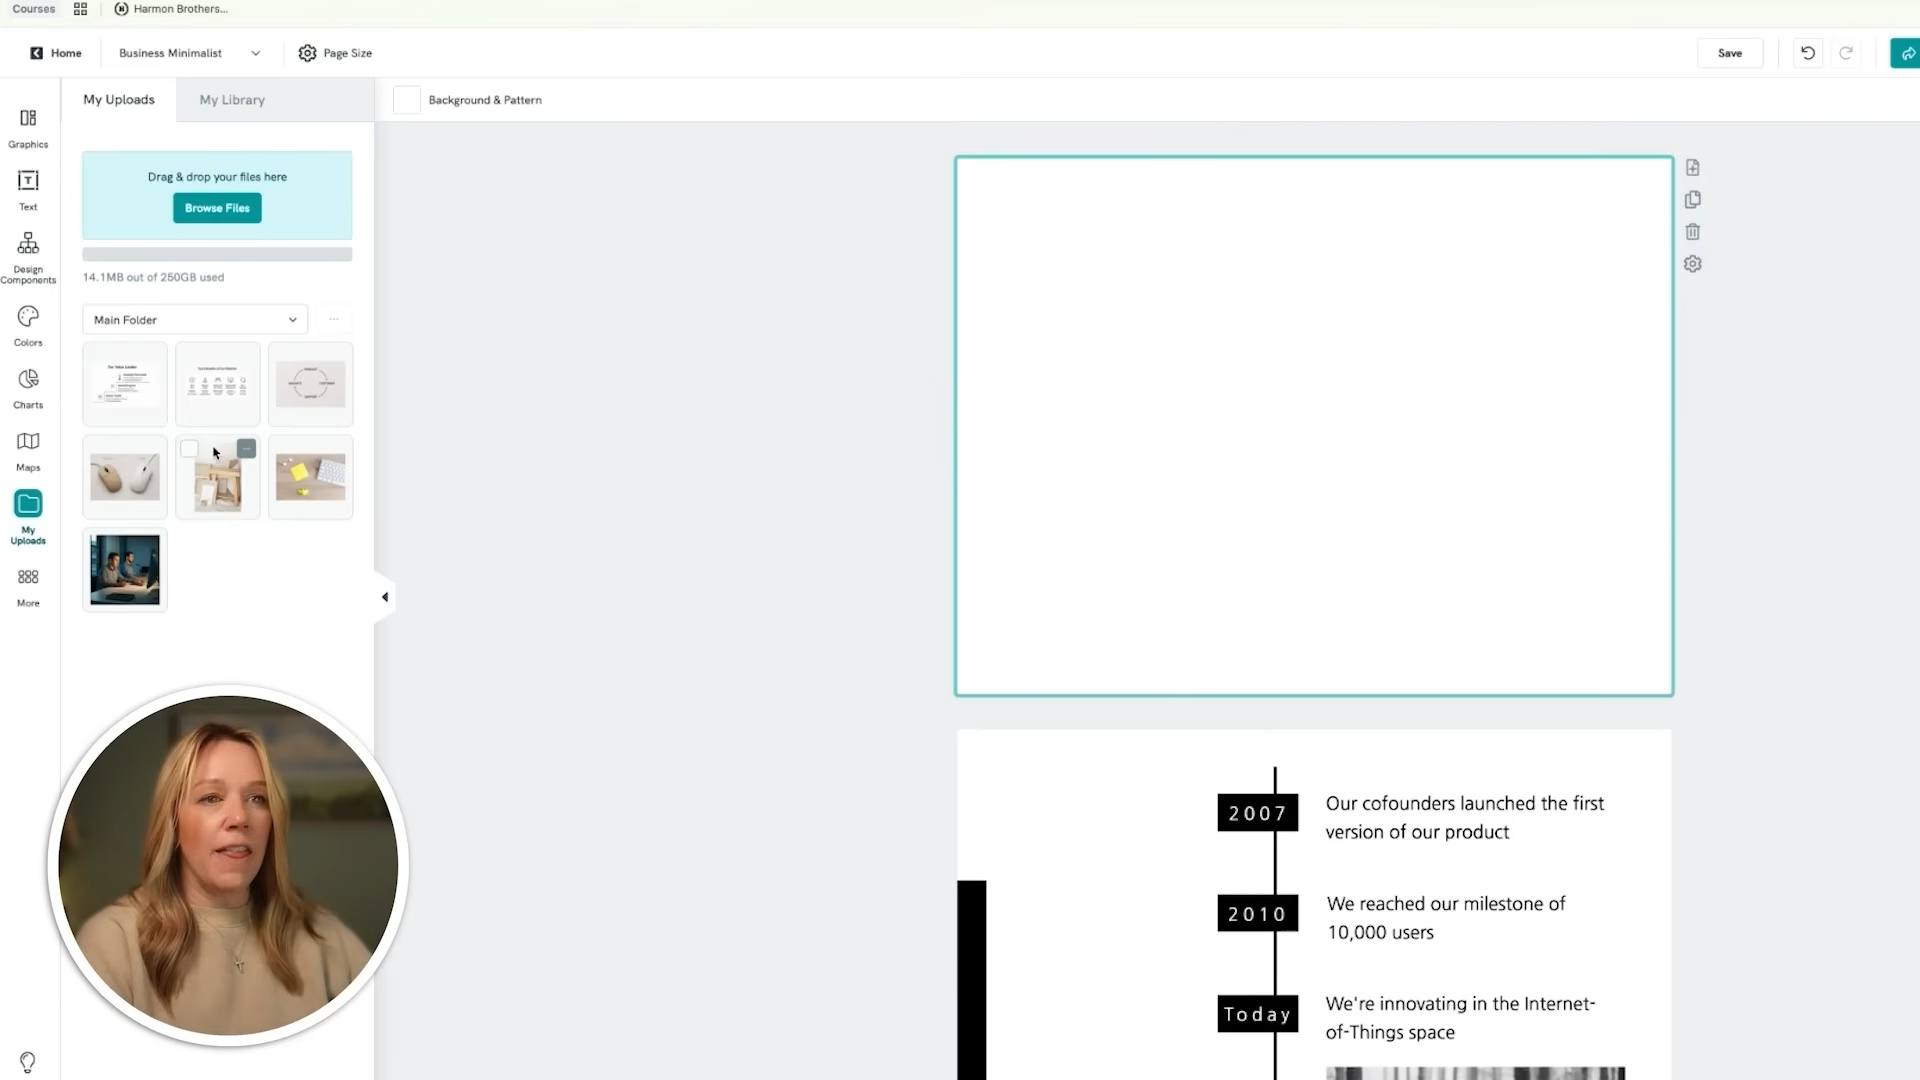 Courses
Harmon Brothers...
Home
Business Minimalist
Page Size
Save
My Uploads
My Library
Background & Pattern
Graphics
Text
Design
Components
Colors
Charts
Maps
My
Uploads
More
Drag & drop your files here
Browse Files
14.1MB out of 250GB used
Main Folder
2007
Our cofounders launched the first
version of our product
2010
We reached our milestone of
10,000 users
Today
We're innovating in the Internet-
of-Things space